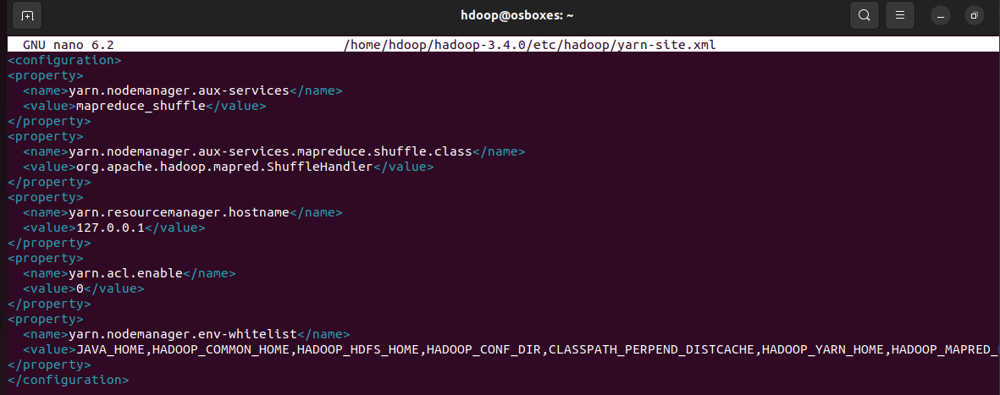 hdoop@osboxes: ~
GNU nano 6.2 /home/hdoop/hadoop-3.4.0/etc/hadoop/yarn-site.xml
<configuration>
<property>
  <name>yarn.nodemanager.aux-services</name>
  <value>mapreduce_shuffle</value>
</property>
<property>
  <name>yarn.nodemanager.aux-services.mapreduce.shuffle.class</name>
  <value>org.apache.hadoop.mapred.ShuffleHandler</value>
</property>
<property>
  <name>yarn.resourcemanager.hostname</name>
  <value>127.0.0.1</value>
</property>
<property>
  <name>yarn.acl.enable</name>
  <value>0</value>
</property>
<property>
  <name>yarn.nodemanager.env-whitelist</name>
  <value>JAVA_HOME,HADOOP_COMMON_HOME,HADOOP_HDFS_HOME,HADOOP_CONF_DIR,CLASSPATH_PERPEND_DISTCACHE,HADOOP_YARN_HOME,HADOOP_MAPRED_
</property>
</configuration>